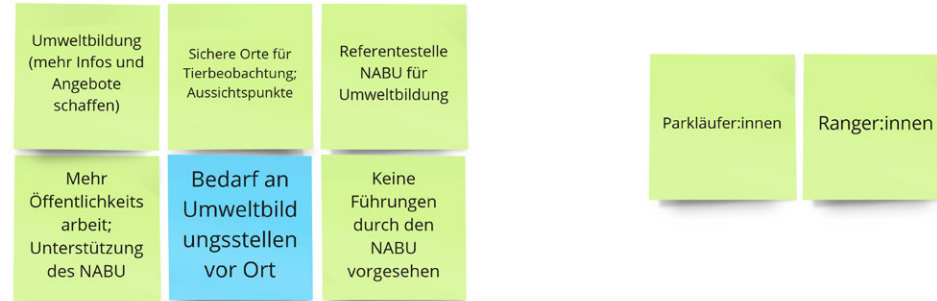 Umweltbildung
(mehr Infos und
Angebote
schaffen)
Sichere Orte für
Tierbeobachtung;
Aussichtspunkte
Referentestelle
NABU für
Umweltbildung
Parkläufer:innen
Ranger:innen
Mehr
Öffentlichkeits
arbeit;
Unterstützung
des NABU
Bedarf an
Umweltbild
ungsstellen
vor Ort
Keine
Führungen
durch den
NABU
vorgesehen